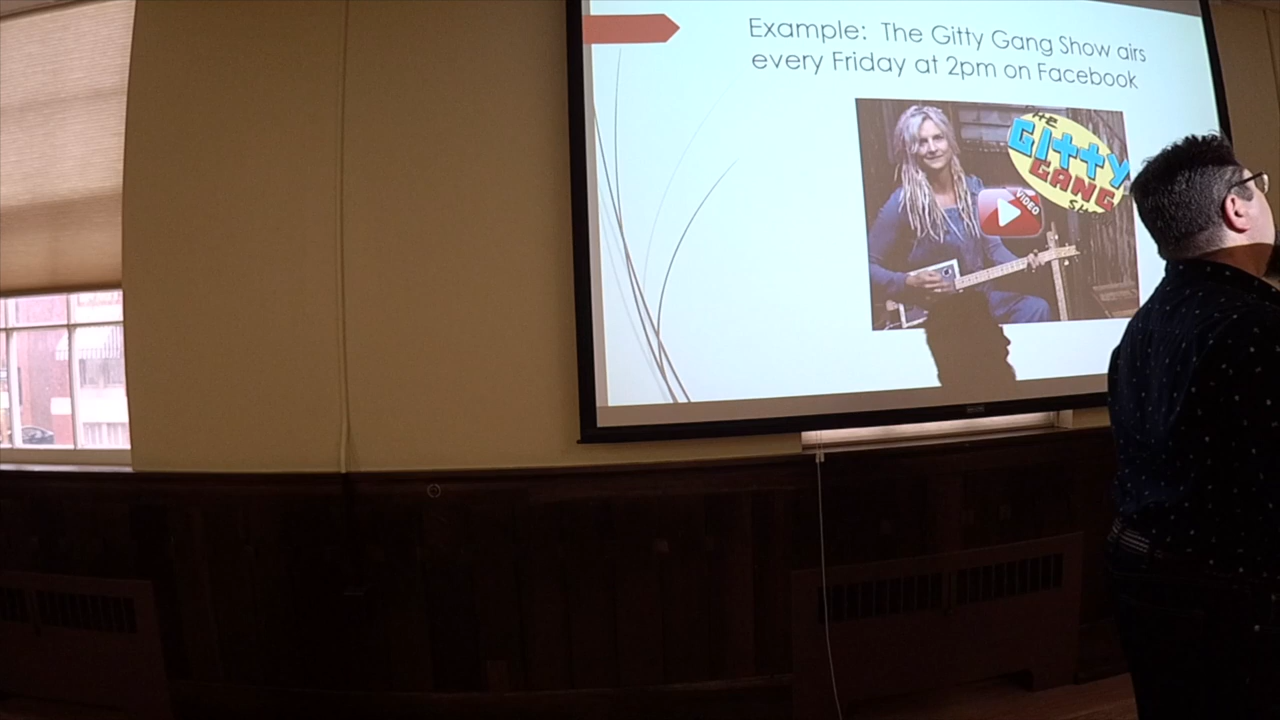 Example: The Gitty Gang Show airs
every Friday at 2pm on Facebook
THE
GITTY
GANG
VIDEO